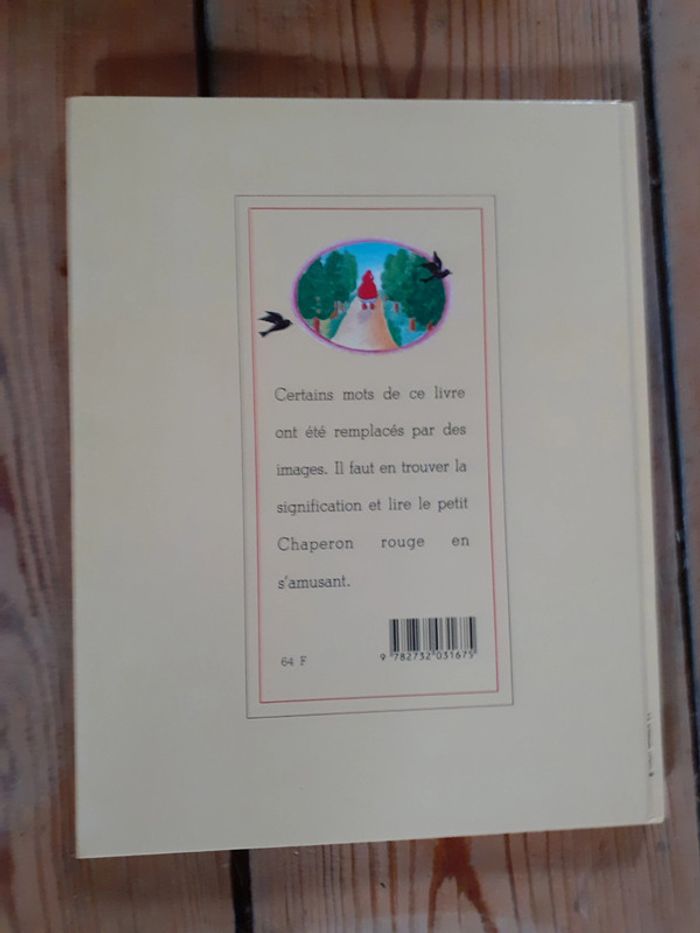 Certains mots de ce livre
ont été remplacés par des
images. Il faut en trouver la
signification et lire le petit
Chaperon rouge en
s'amusant.
64 F
9 782732 031675